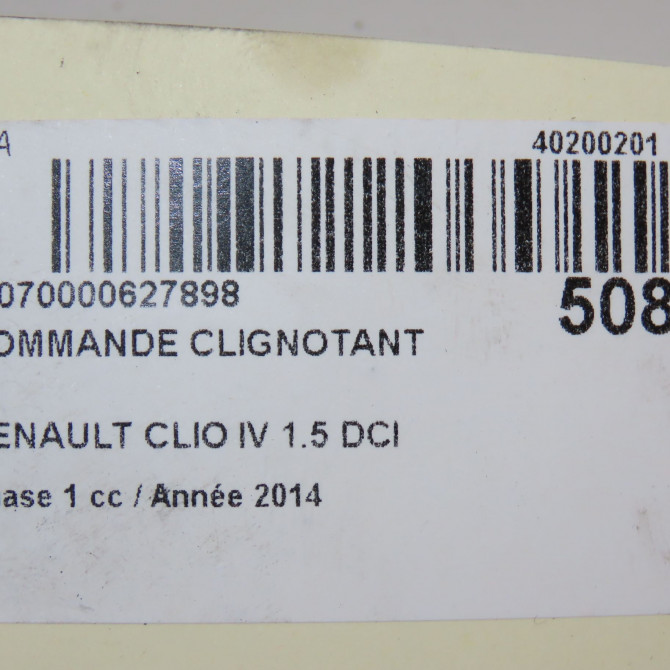 A 40200201
070000627898
508
OMMANDE CLIGNOTANT
ENAULT CLIO IV 1.5 DCI
ase 1 cc / Année 2014